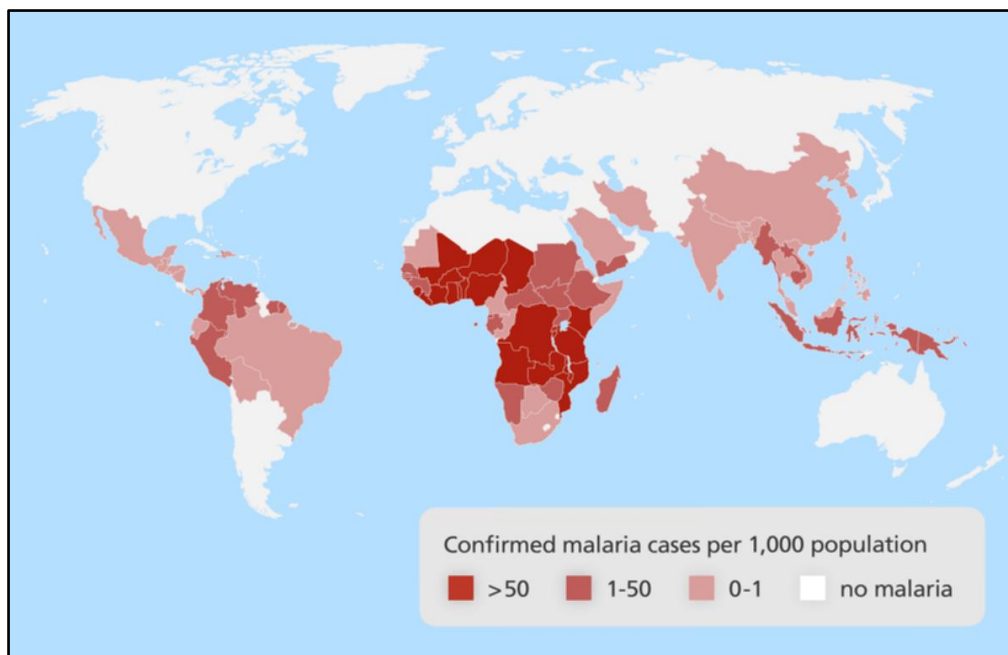 Confirmed malaria cases per 1,000 population
>50 1-50 0-1 no malaria